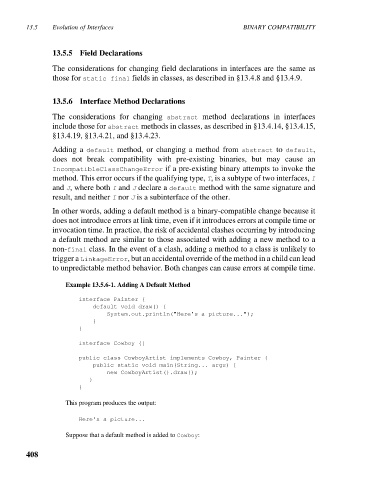 13.5 Evolution of Interfaces BINARY COMPATIBILITY
13.5.5 Field Declarations
The considerations for changing field declarations in interfaces are the same as
those for static final fields in classes, as described in §13.4.8 and §13.4.9.
13.5.6 Interface Method Declarations
The considerations for changing abstract method declarations in interfaces
include those for abstract methods in classes, as described in §13.4.14, §13.4.15,
§13.4.19, §13.4.21, and §13.4.23.
Adding a default method, or changing a method from abstract to default,
does not break compatibility with pre-existing binaries, but may cause an
IncompatibleClassChangeError if a pre-existing binary attempts to invoke the
method. This error occurs if the qualifying type, T, is a subtype of two interfaces, I
and J, where both I and J declare a default method with the same signature and
result, and neither I nor J is a subinterface of the other.
In other words, adding a default method is a binary-compatible change because it
does not introduce errors at link time, even if it introduces errors at compile time or
invocation time. In practice, the risk of accidental clashes occurring by introducing
a default method are similar to those associated with adding a new method to a
non-final class. In the event of a clash, adding a method to a class is unlikely to
trigger a LinkageError, but an accidental override of the method in a child can lead
to unpredictable method behavior. Both changes can cause errors at compile time.
Example 13.5.6-1. Adding A Default Method
interface Painter {
default void draw() {
System.out.println("Here's a picture...");
}
}
interface Cowboy {}
public class CowboyArtist implements Cowboy, Painter {
public static void main(String... args) {
new CowboyArtist().draw();
}
}
This program produces the output:
Here's a picture...
Suppose that a default method is added to Cowboy:
408